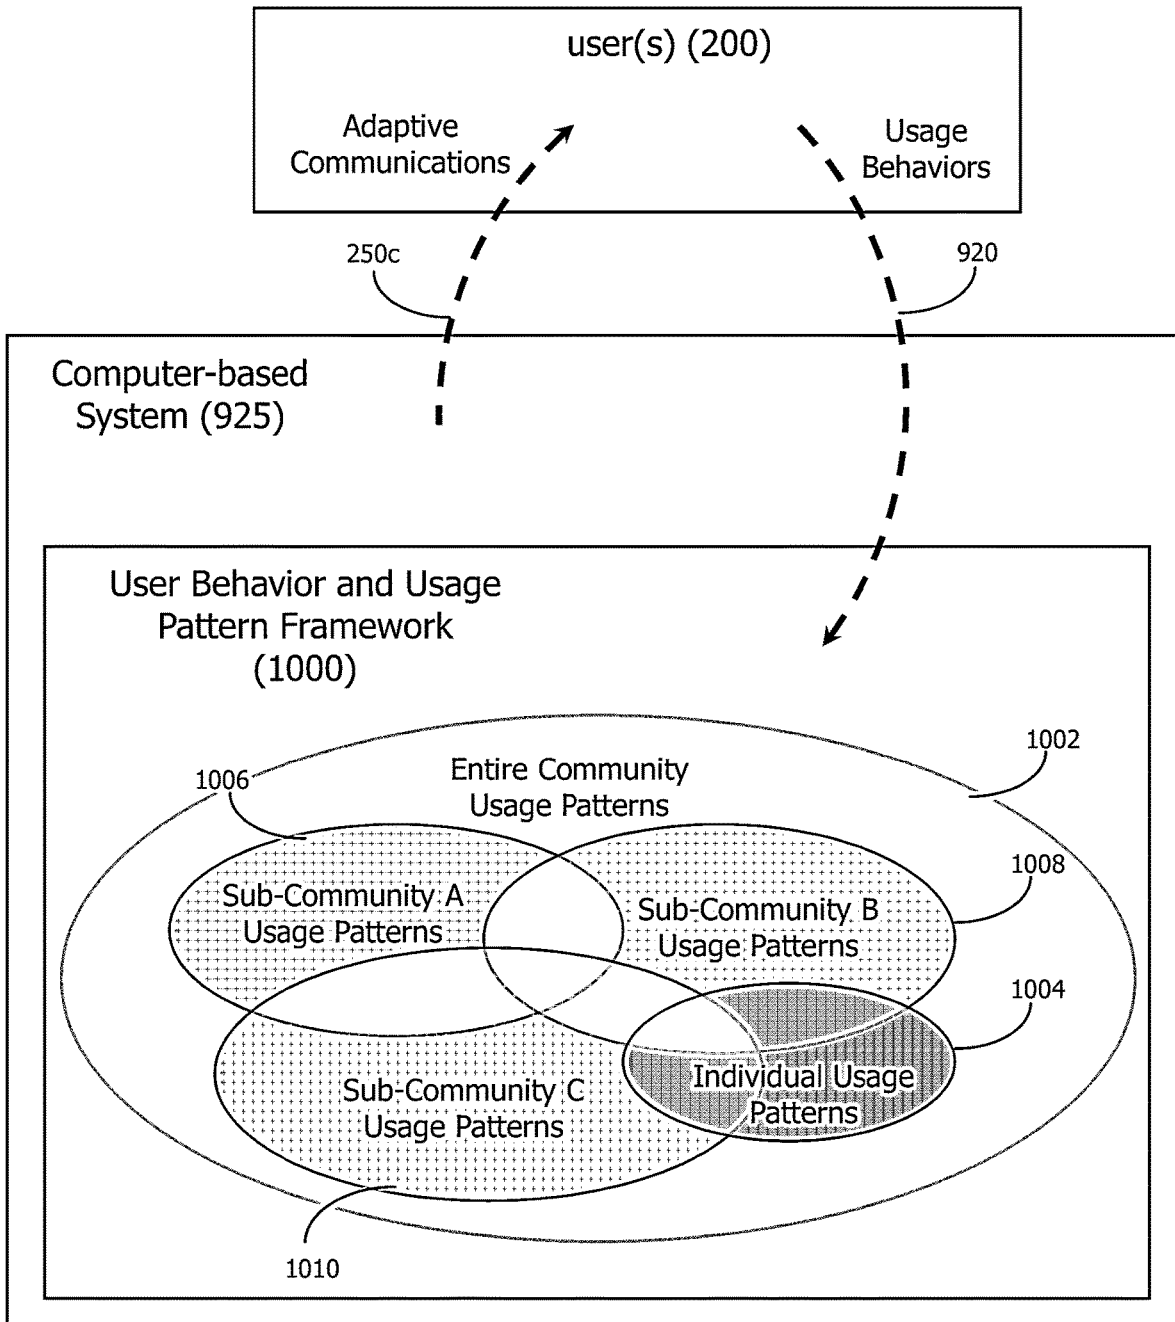 user(s) (200)
Adaptive
Communications
Usage
Behaviors
250c
920
Computer-based
System (925)
User Behavior and Usage
Pattern Framework
(1000)
1002
1006
Entire Community
Usage Patterns
1008
Sub-Community A
Usage Patterns
Sub-Community B
Usage Patterns
1004
Individual Usage
Patterns
Sub-Community C
Usage Patterns
1010